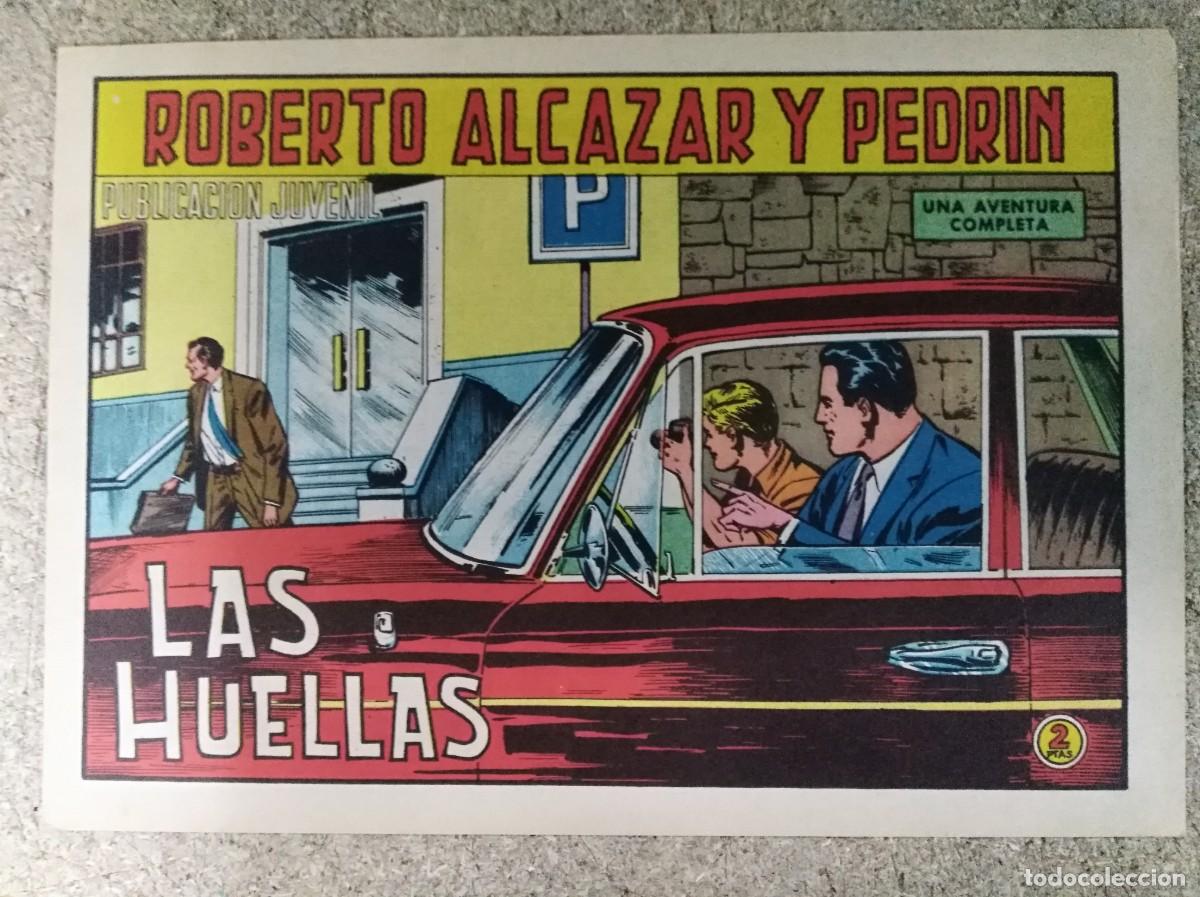 ROBERTO ALCAZAR Y PEDRIN
PUBLICACION JUVENIL
P
UNA AVENTURA
COMPLETA
LAS
HUELLAS
2
PTAS
todocoleccion